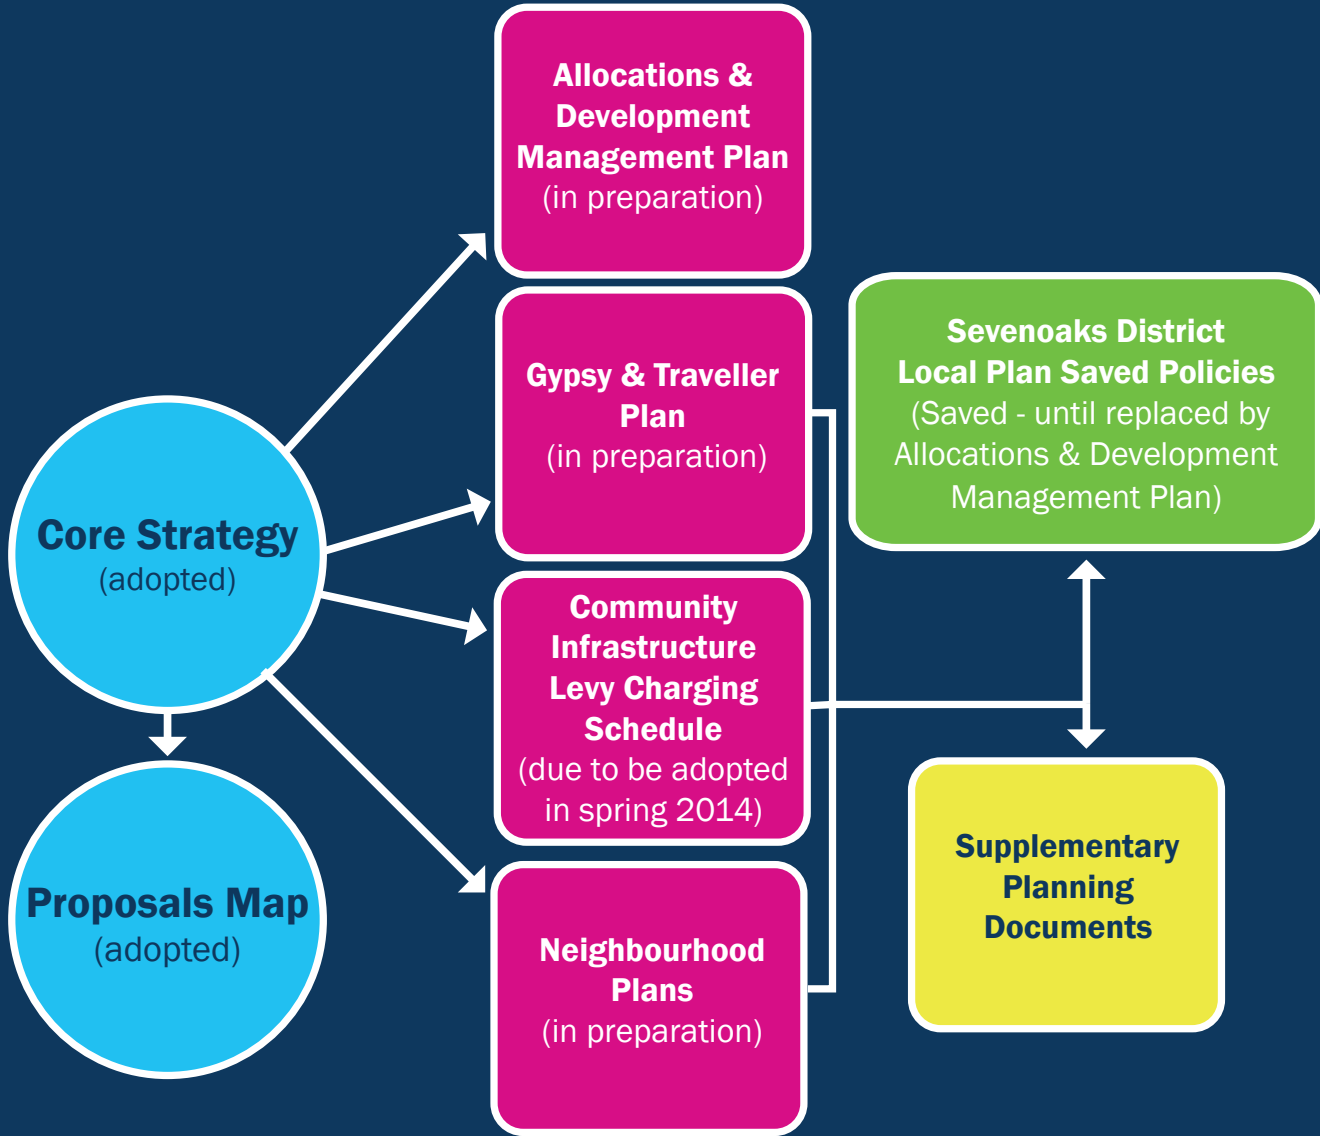 Allocations &
Development
Management Plan
(in preparation)
Gypsy & Traveller
Plan
(in preparation)
Sevenoaks District
Local Plan Saved Policies
(Saved - until replaced by
Allocations & Development
Management Plan)
Core Strategy
(adopted)
Community
Infrastructure
Levy Charging
Schedule
(due to be adopted
in spring 2014)
Proposals Map
(adopted)
Supplementary
Planning
Documents
Neighbourhood
Plans
(in preparation)